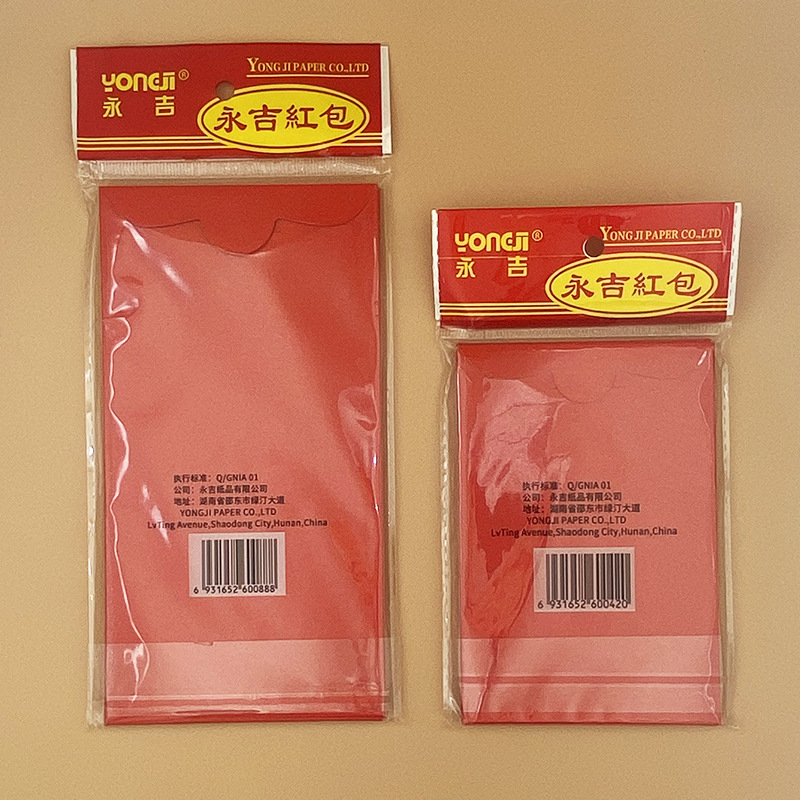 YONGJI®
永吉
YONG JI PAPER CO.,LTD
永吉紅包
执行标准：Q/GNIA 01
公司：永吉纸品有限公司
地址：湖南省邵东市绿汀大道
YONGJI PAPER CO.,LTD
LvTing Avenue,Shaodong City,Hunan,China
6 931652 600888
YONGJI®
永吉
YONG JI PAPER CO.,LTD
永吉紅包
执行标准：Q/GNIA 01
公司：永吉纸品有限公司
地址：湖南省邵东市绿汀大道
YONGJI PAPER CO.,LTD
LvTing Avenue,Shaodong City,Hunan,China
6 931652 600420